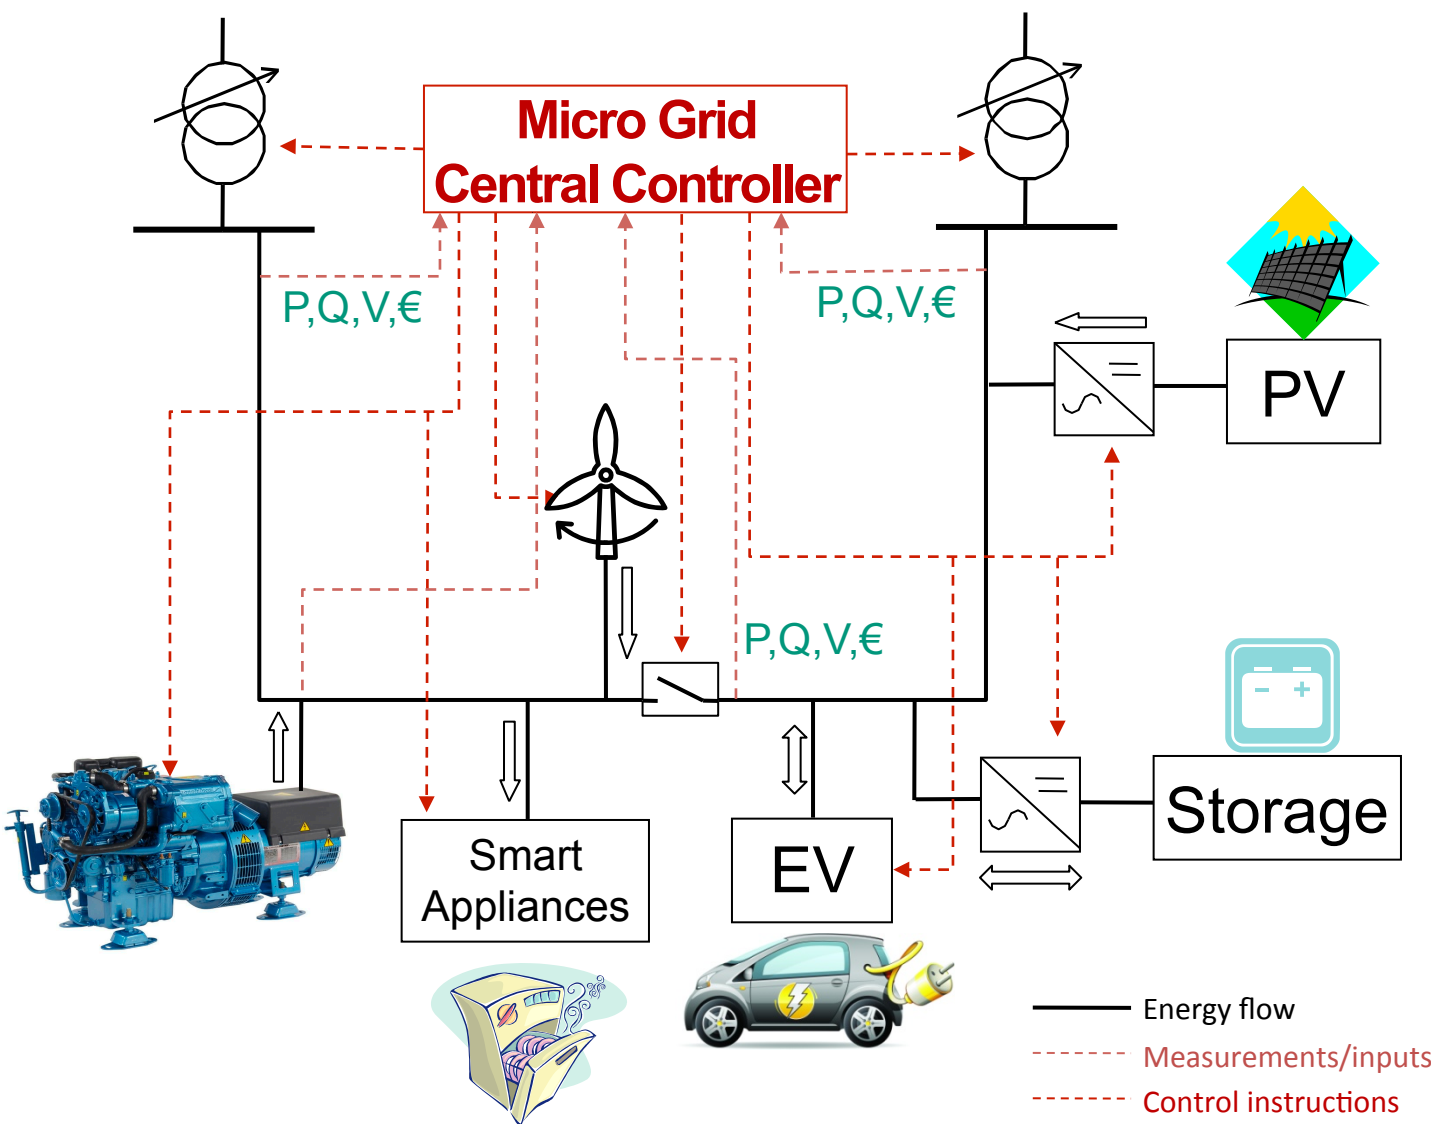 Micro Grid
Central Controller
P,Q,V,€
P,Q,V,€
PV
P,Q,V,€
Storage
Smart
Appliances
EV
Energy flow
Measurements/inputs
Control instructions